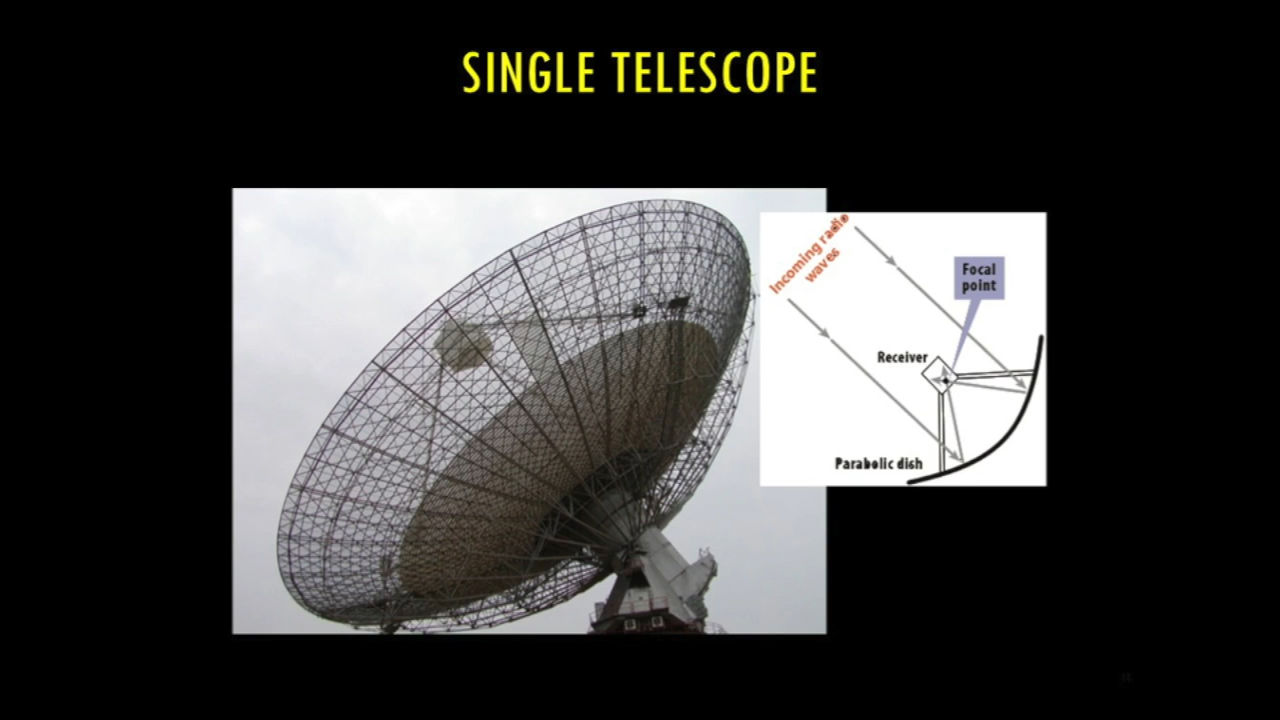 SINGLE TELESCOPE
Incoming radio
waves
Focal
point
Receiver
Parabolic dish